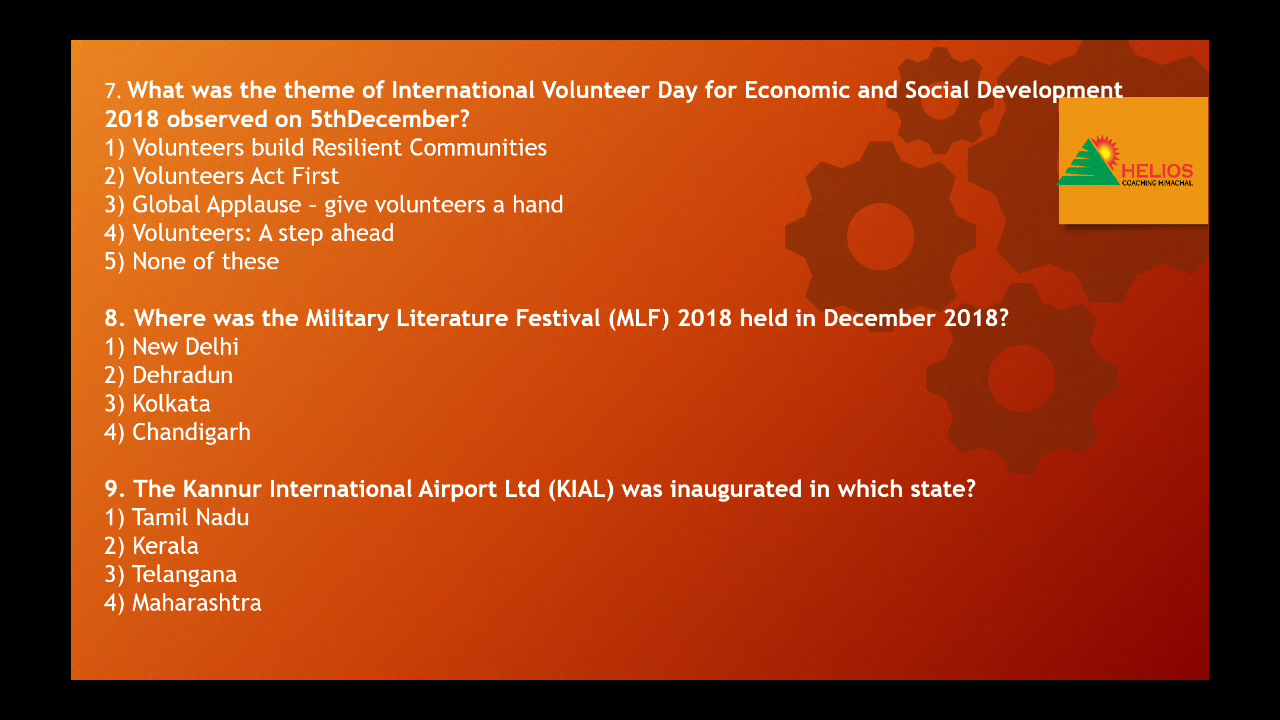 7. What was the theme of International Volunteer Day for Economic and Social Development
2018 observed on 5thDecember?
1) Volunteers build Resilient Communities
2) Volunteers Act First
3) Global Applause – give volunteers a hand
4) Volunteers: A step ahead
5) None of these
HELIOS
COACHING HIMACHAL
8. Where was the Military Literature Festival (MLF) 2018 held in December 2018?
1) New Delhi
2) Dehradun
3) Kolkata
4) Chandigarh
9. The Kannur International Airport Ltd (KIAL) was inaugurated in which state?
1) Tamil Nadu
2) Kerala
3) Telangana
4) Maharashtra